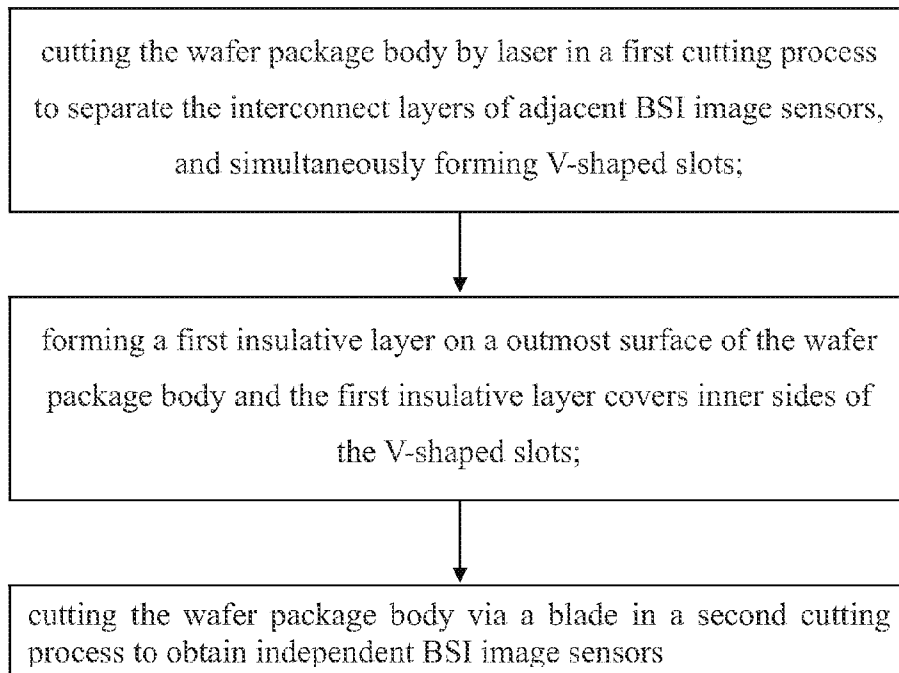 cutting the wafer package body by laser in a first cutting process
to separate the interconnect layers of adjacent BSI image sensors,
and simultaneously forming V-shaped slots;
forming a first insulative layer on a outmost surface of the wafer
package body and the first insulative layer covers inner sides of
the V-shaped slots;
cutting the wafer package body via a blade in a second cutting
process to obtain independent BSI image sensors